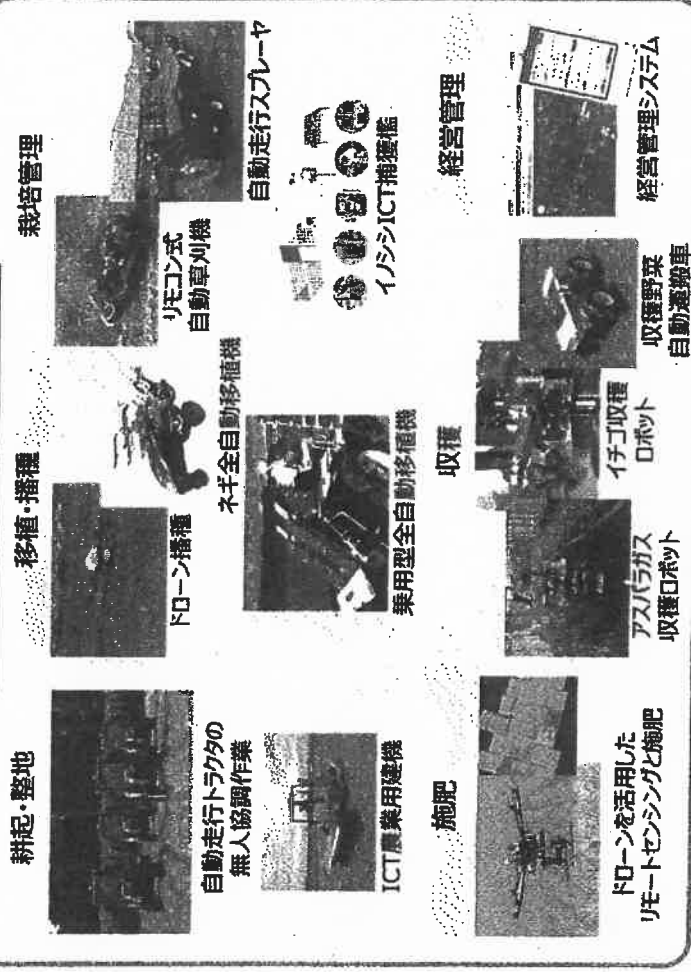 耕起・整地
自動走行トラクタの
無人協調作業
ICT農業用建機
移植・播種
ドローン播種
ネギ全自動移植機
乗用型全自動移植機
栽培管理
リモコン式
自動草刈機
自動走行スプレーヤ
イノシシICT捕獲檻
施肥
ドローンを活用した
リモートセンシングと施肥
収穫
アスパラガス
収穫ロボット
イチゴ収穫
ロボット
収穫野菜
自動運搬車
経営管理
経営管理システム